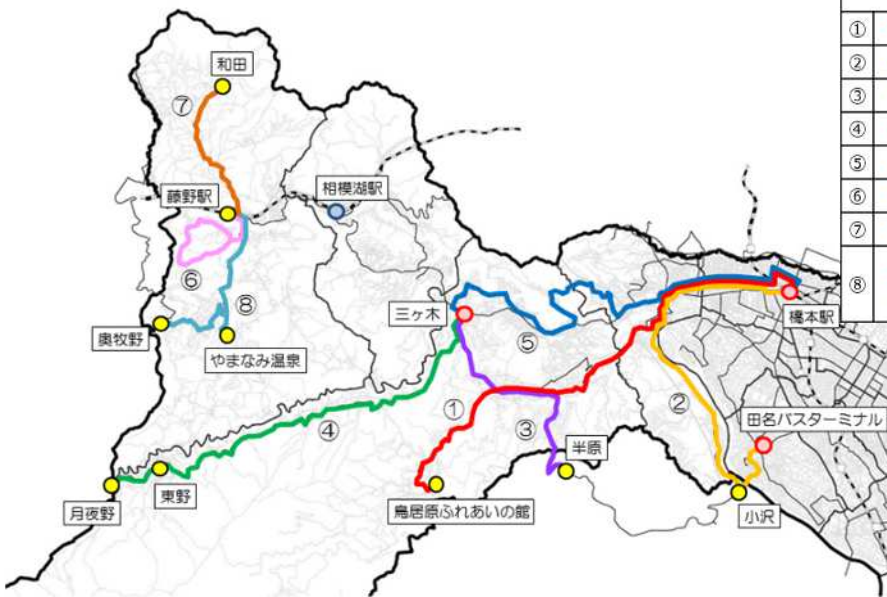 和田
⑦
藤野駅
相模湖駅
⑥
⑧
奥牧野
やまなみ温泉
三ヶ木
⑤
橋本駅
①
②
田名バスターミナル
④
③
半原
東野
月夜野
鳥居原ふれあいの館
小沢
①
②
③
④
⑤
⑥
⑦
⑧